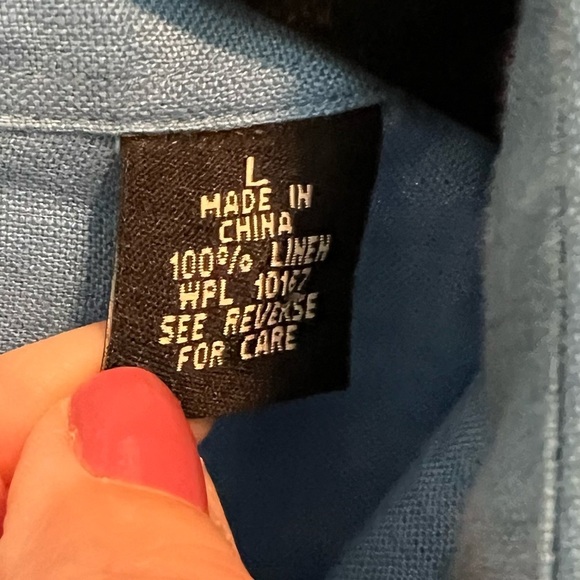 L
MADE IN
CHINA
100% LINEN
WPL 10167
SEE REVERSE
FOR CARE